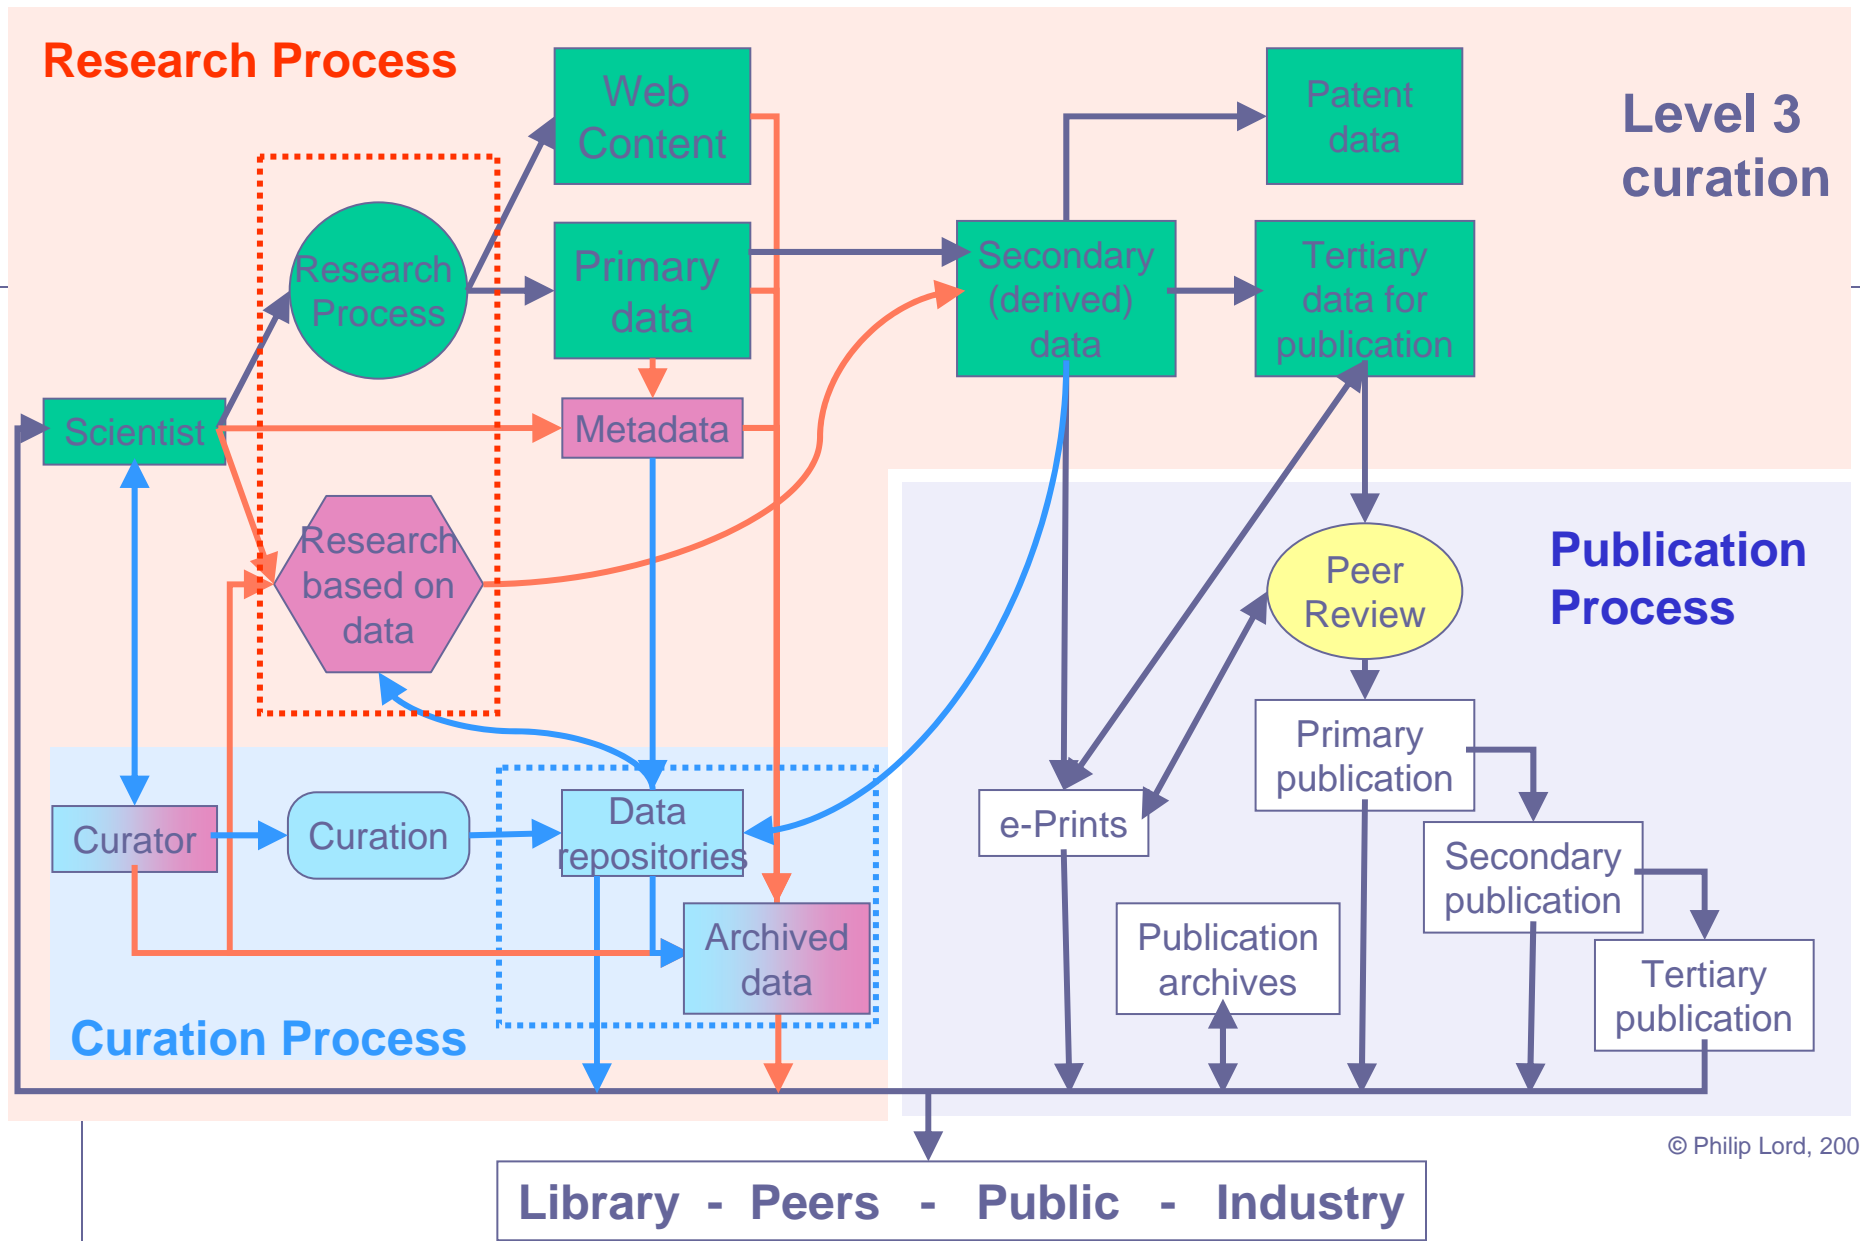 Research Process
Web
Content
Patent
data
Level 3
curation
Research
Process
Primary
data
Secondary
(derived)
data
Tertiary
data for
publication
Scientist
Metadata
Research
based on
data
Peer
Review
Publication
Process
Primary
publication
Curator
Curation
Data
repositories
e-Prints
Secondary
publication
Archived
data
Publication
archives
Tertiary
publication
Curation Process
© Philip Lord, 200
Library - Peers - Public - Industry